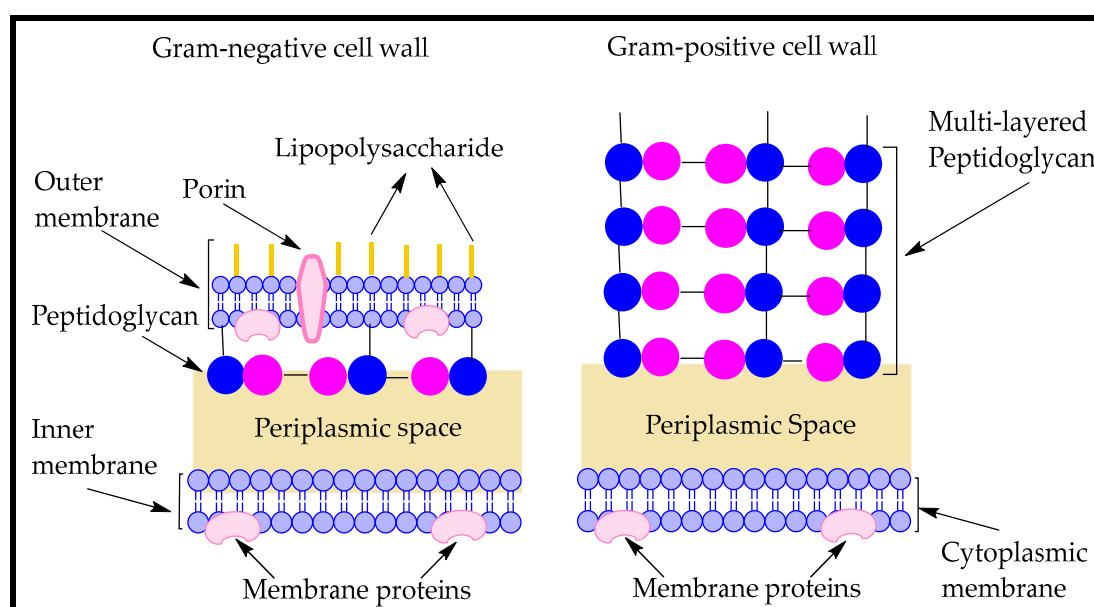 Gram-negative cell wall
Gram-positive cell wall
Lipopolysaccharide
Outer
membrane
Porin
Peptidoglycan
Periplasmic space
Inner
membrane
Membrane proteins
Multi-layered
Peptidoglycan
Periplasmic Space
Membrane proteins
Cytoplasmic
membrane